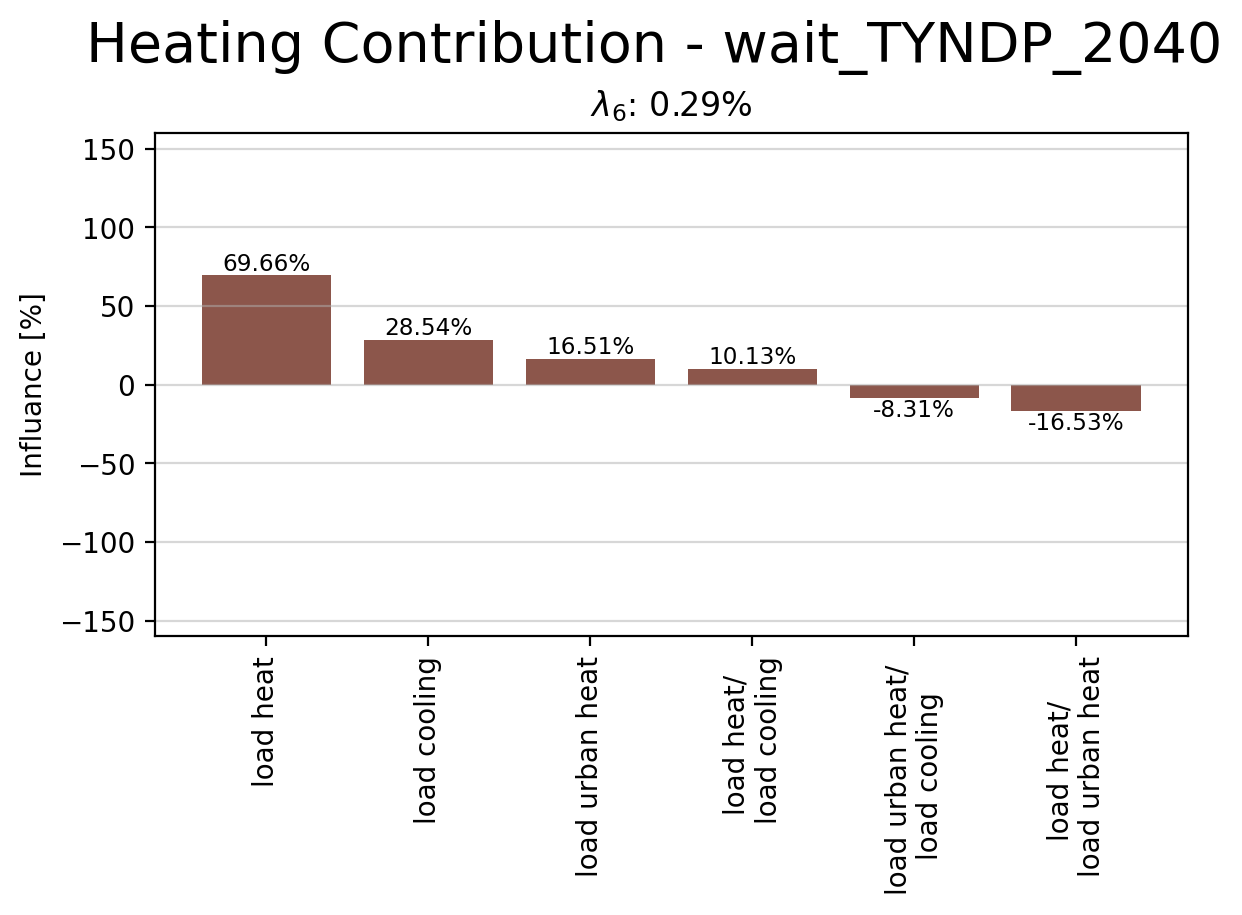 Heating Contribution - wait_TYNDP_2040
λ₆: 0.29%
Influance [%]
150
100
50
0
−50
−100
−150
69.66%
28.54%
16.51%
10.13%
-8.31%
-16.53%
load heat
load cooling
load urban heat
load heat/
load cooling
load urban heat/
load cooling
load heat/
load urban heat